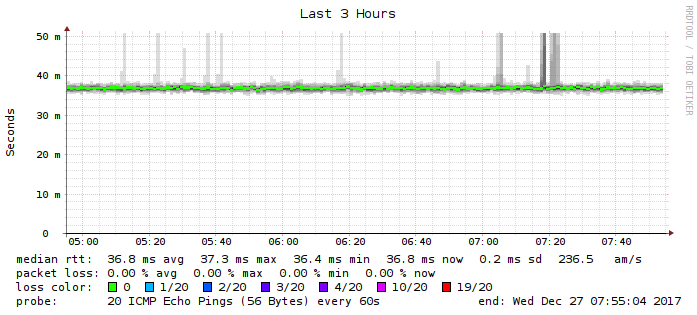 Last 3 Hours
RRDTOOL / TOBI OETIKER
Seconds
50 m
40 m
30 m
20 m
10 m
0
05:00 05:20 05:40 06:00 06:20 06:40 07:00 07:20 07:40
median rtt: 36.8 ms avg 37.3 ms max 36.4 ms min 36.8 ms now 0.2 ms sd 236.5 am/s
packet loss: 0.00 % avg 0.00 % max 0.00 % min 0.00 % now
loss color: 0 1/20 2/20 3/20 4/20 10/20 19/20
probe: 20 ICMP Echo Pings (56 Bytes) every 60s end: Wed Dec 27 07:55:04 2017